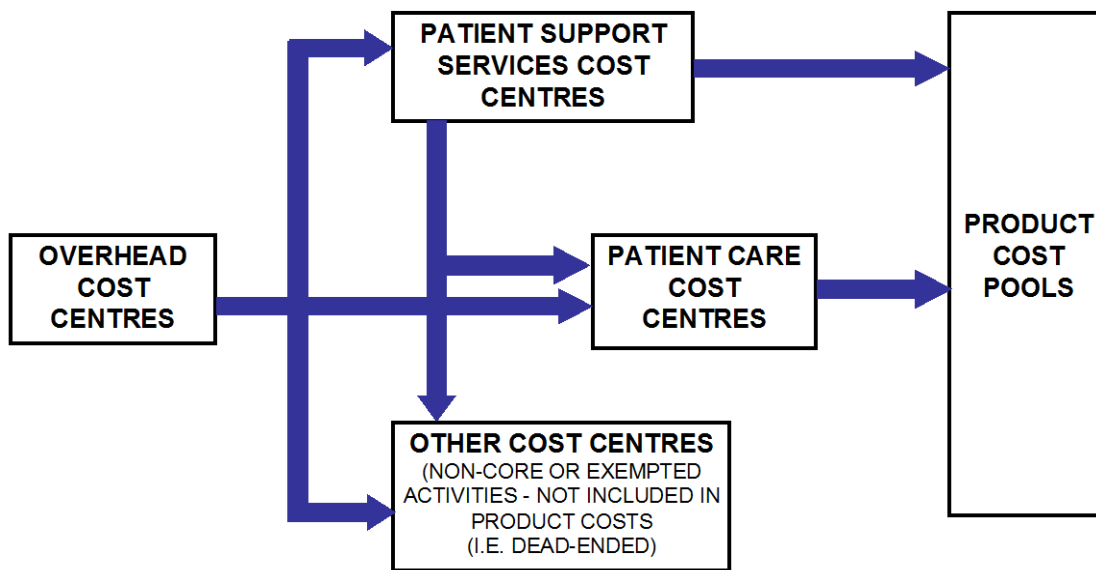 PATIENT SUPPORT
SERVICES COST
CENTRES
OVERHEAD
COST
CENTRES
PATIENT CARE
COST
CENTRES
PRODUCT
COST
POOLS
OTHER COST CENTRES
(NON-CORE OR EXEMPTED
ACTIVITIES - NOT INCLUDED IN
PRODUCT COSTS
(I.E. DEAD-ENDED)